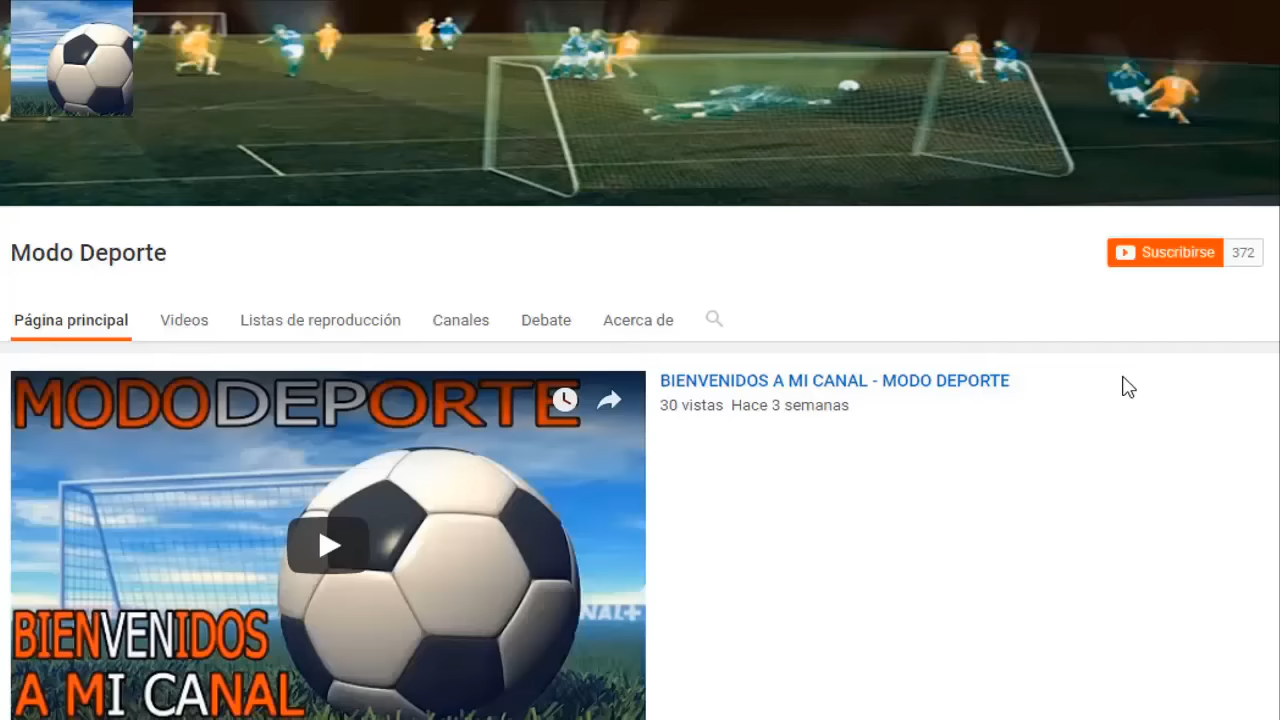 Modo Deporte
Suscribirse 372
Página principal Videos Listas de reproducción Canales Debate Acerca de
MODODEPORTE
BIENVENIDOS A MI CANAL - MODO DEPORTE
30 vistas Hace 3 semanas
NAL+
BIENVENIDOS
A MI CANAL